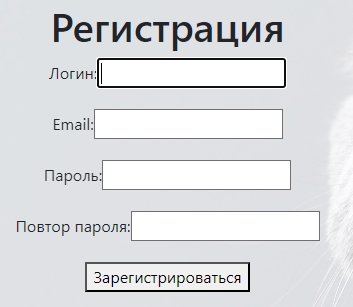 Регистрация
Логин:
Email:
Пароль:
Повтор пароля:
Зарегистрироваться